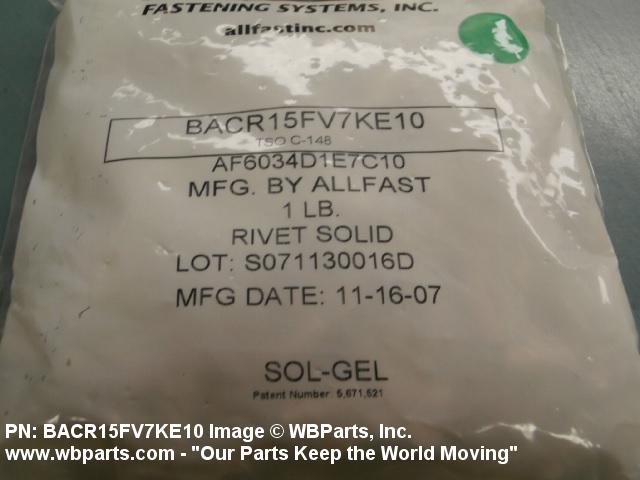 FASTENING SYSTEMS, INC.
allfastinc.com
BACR15FV7KE10
TSO C-148
AF6034D1E7C10
MFG. BY ALLFAST
1 LB.
RIVET SOLID
LOT: S071130016D
MFG DATE: 11-16-07
SOL-GEL
Patent Number: 5,671,521
PN: BACR15FV7KE10 Image © WBParts, Inc.
www.wbparts.com - "Our Parts Keep the World Moving"